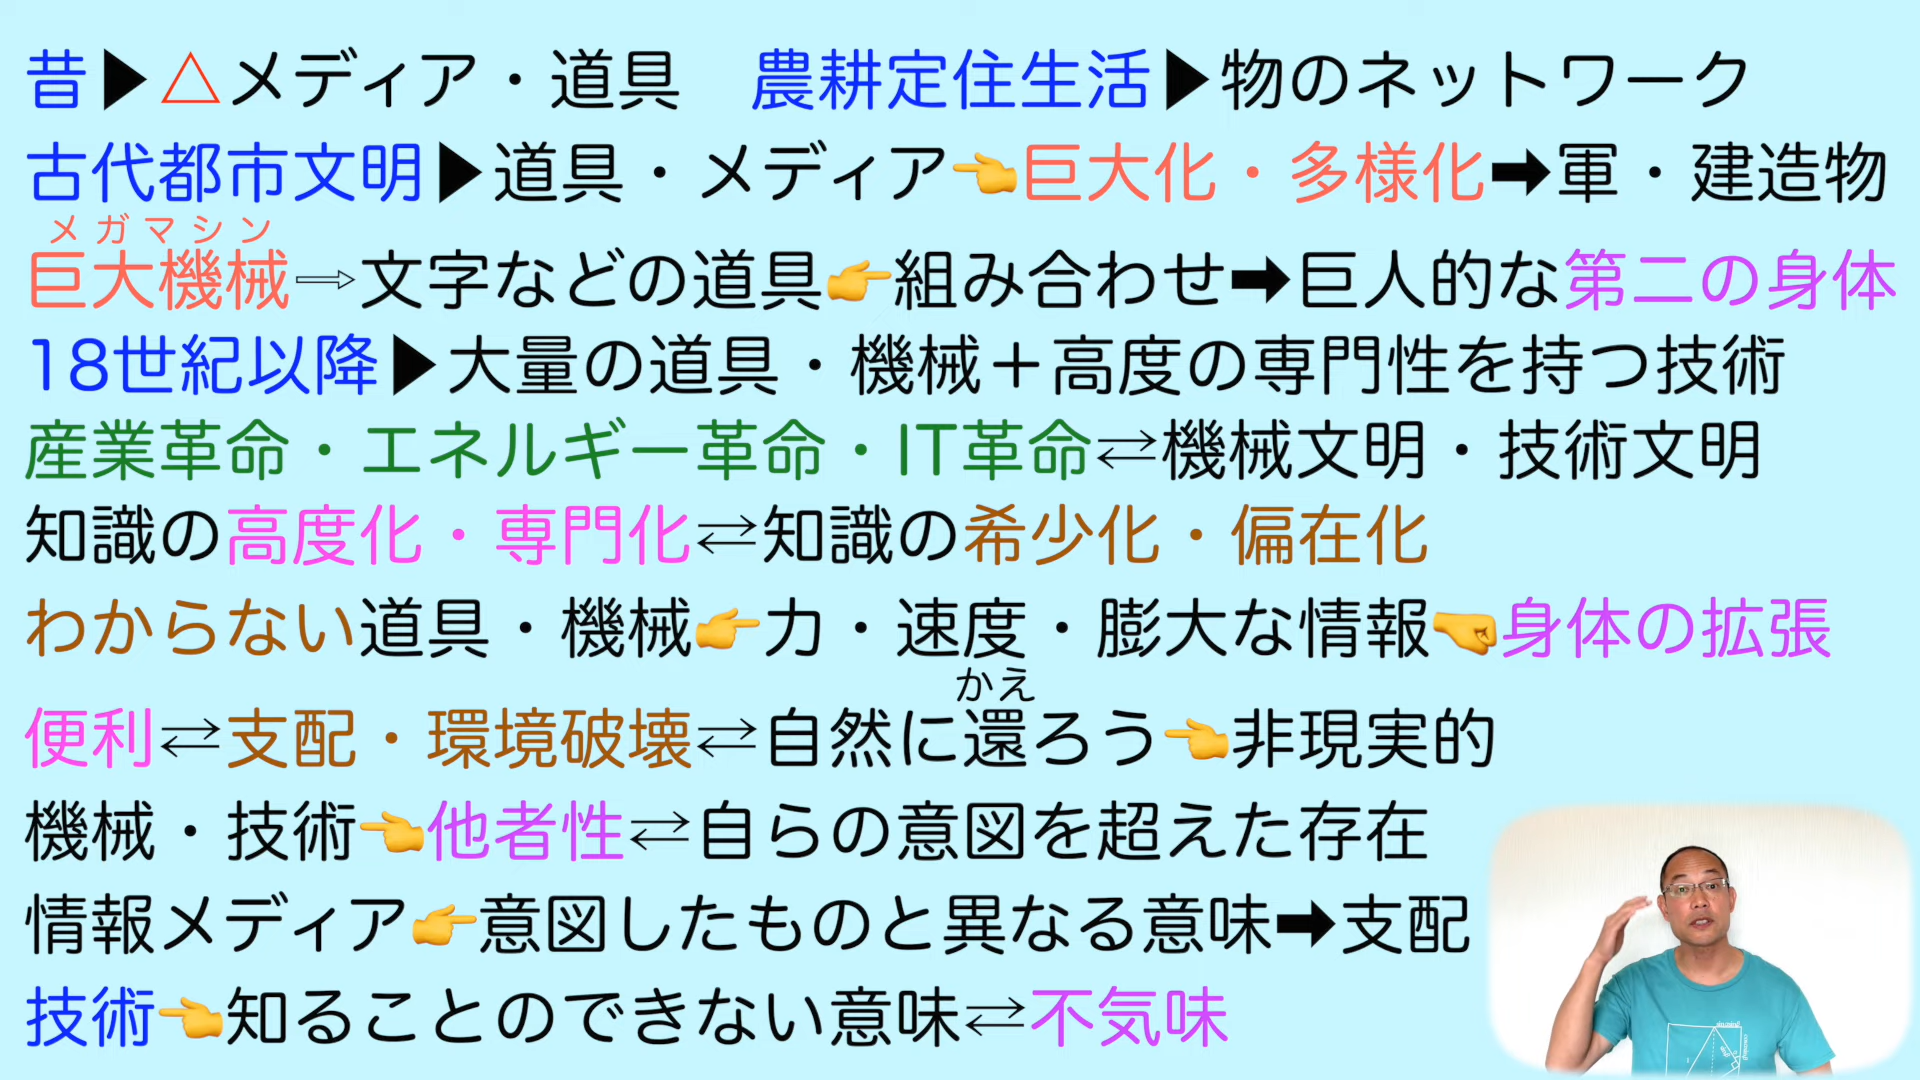 昔▶△メディア・道具　農耕定住生活▶物のネットワーク
古代都市文明▶道具・メディア👈巨大化・多様化➡軍・建造物
メガマシン
巨大機械⇨文字などの道具👉組み合わせ➡巨人的な第二の身体
18世紀以降▶大量の道具・機械＋高度の専門性を持つ技術
産業革命・エネルギー革命・IT革命⇄機械文明・技術文明
知識の高度化・専門化⇄知識の希少化・偏在化
わからない道具・機械👉力・速度・膨大な情報🤜身体の拡張
かえ
便利⇄支配・環境破壊⇄自然に還ろう👈非現実的
機械・技術👈他者性⇄自らの意図を超えた存在
情報メディア👉意図したものと異なる意味➡支配
技術👈知ることのできない意味⇄不気味